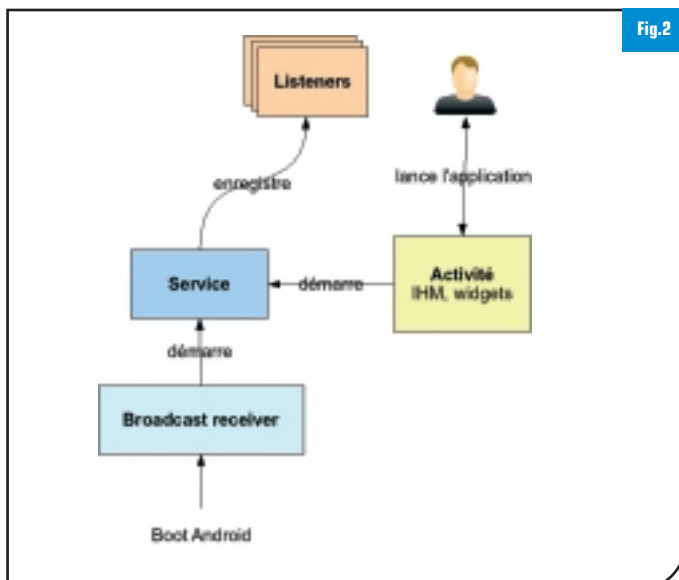 Fig.2
Listeners
enregistre
lance l'application
Service
démarre
Activité
IHM, widgets
démarre
Broadcast receiver
Boot Android